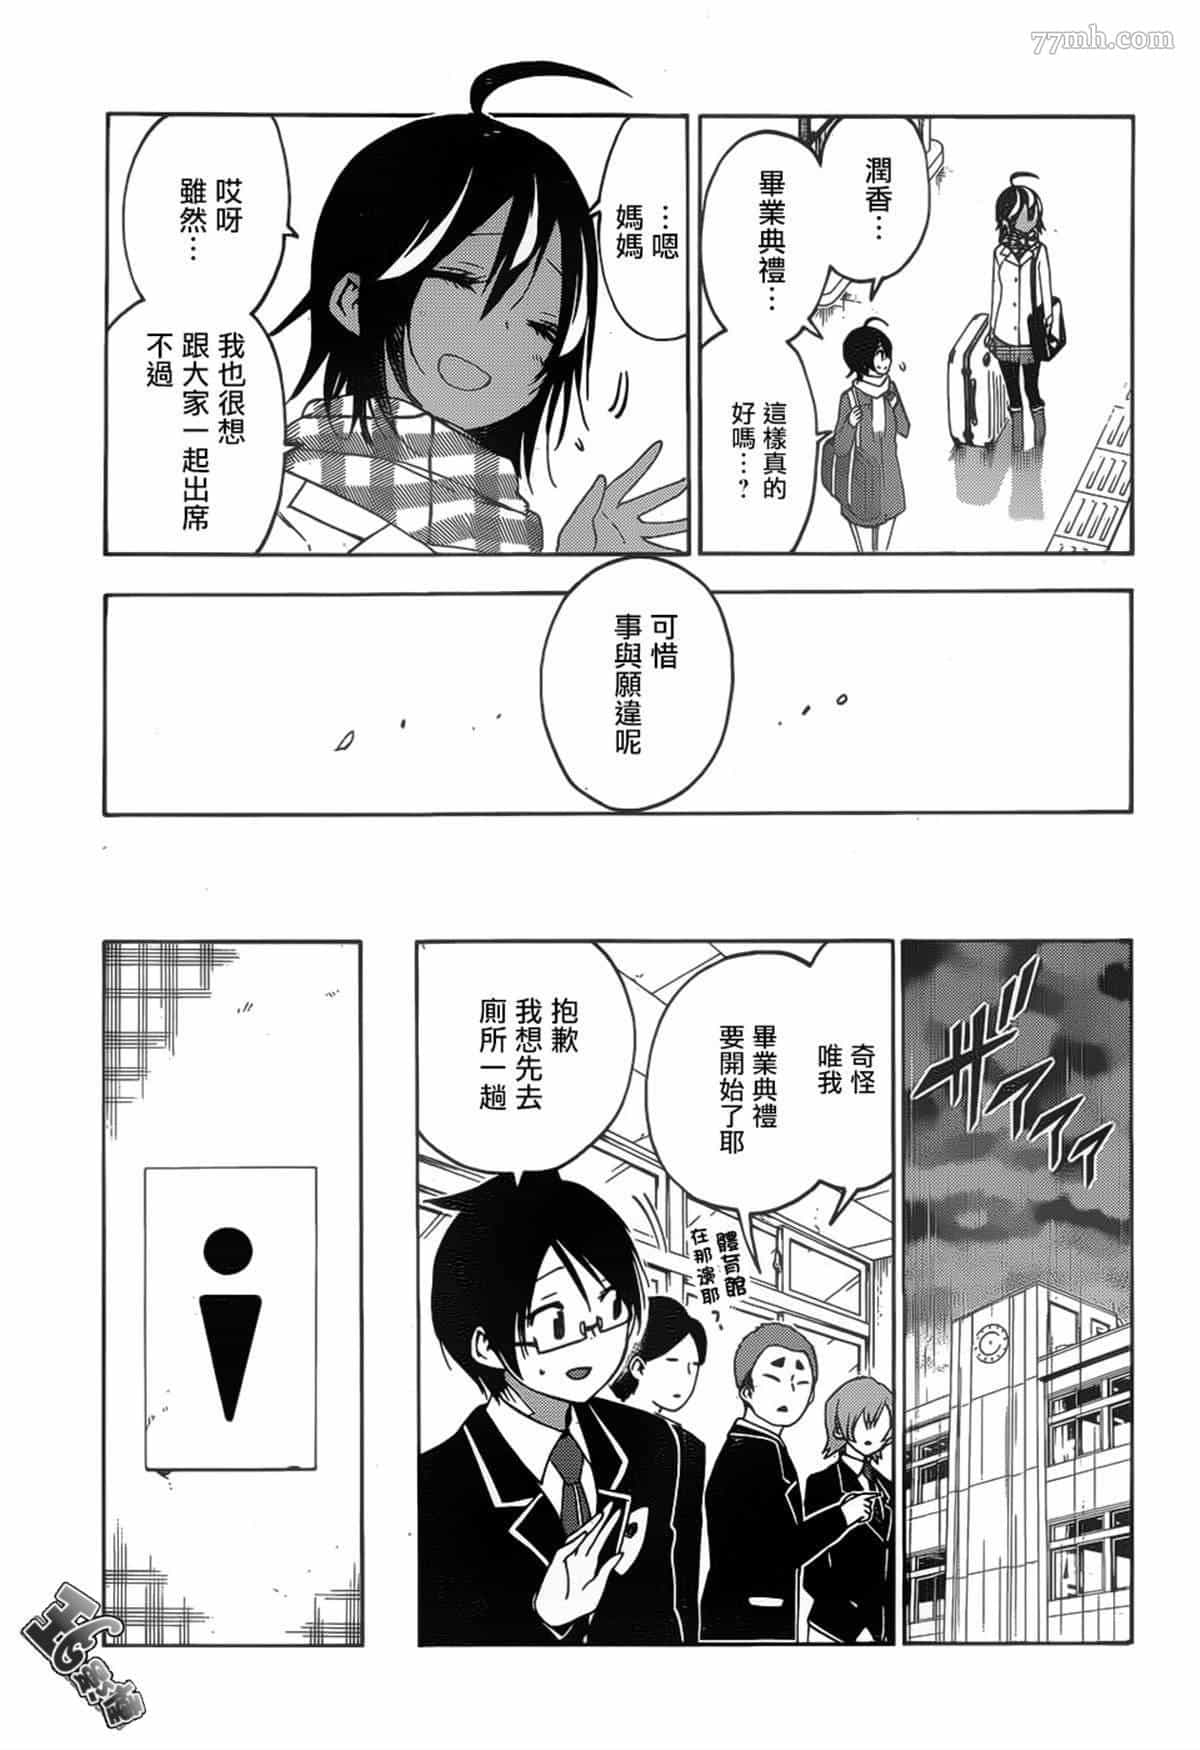 77mh.com
潤香…
畢業典禮…
這樣真的
好嗎…?
…嗯
媽媽
哎呀
雖然…
我也很想
跟大家一起出席
不過
可惜
事與願違呢
ザァァァ
奇怪
唯我
畢業典禮
要開始了耶
體育館
在那邊耶?
抱歉
我想先去
廁所一趟